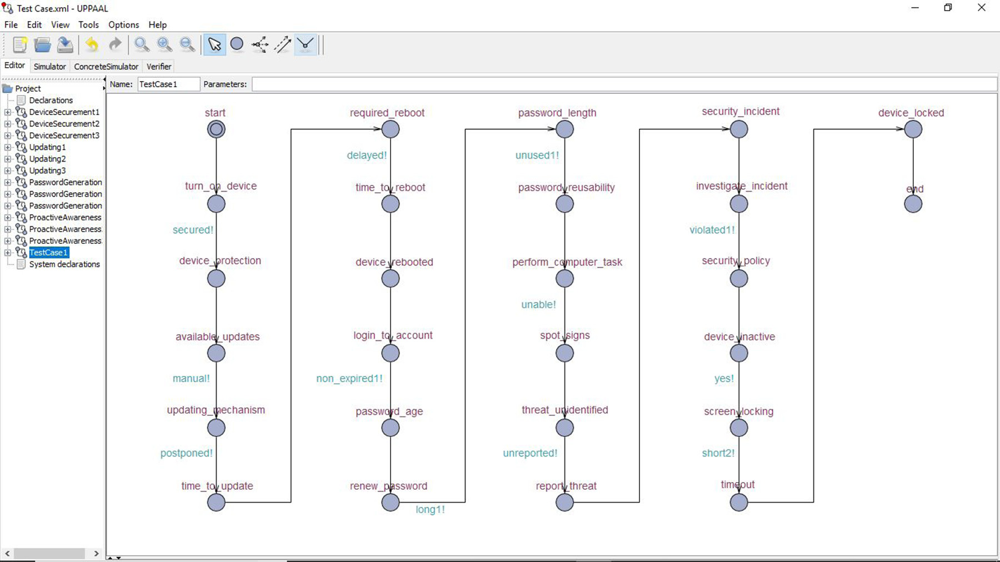 Test Case.xml - UPPAAL
File Edit View Tools Options Help
Editor Simulator ConcreteSimulator Verifier
Project
Declarations
DeviceSecurement1
DeviceSecurement2
DeviceSecurement3
Updating1
Updating2
Updating3
PasswordGeneration
PasswordGeneration
PasswordGeneration
ProactiveAwareness
ProactiveAwareness
ProactiveAwareness
TestCase1
System declarations
Name: TestCase1 Parameters:
start
turn_on_device
secured!
device_protection
available_updates
manual!
updating_mechanism
postponed!
time_to_update
required_reboot
delayed!
time_to_reboot
device_rebooted
login_to_account
non_expired1!
password_age
renew_password
long1!
password_length
unused1!
password_reusability
perform_computer_task
unable!
spot_signs
threat_unidentified
unreported!
report_threat
security_incident
investigate_incident
violated1!
security_policy
device_inactive
yes!
screen_locking
short2!
timeout
device_locked
end